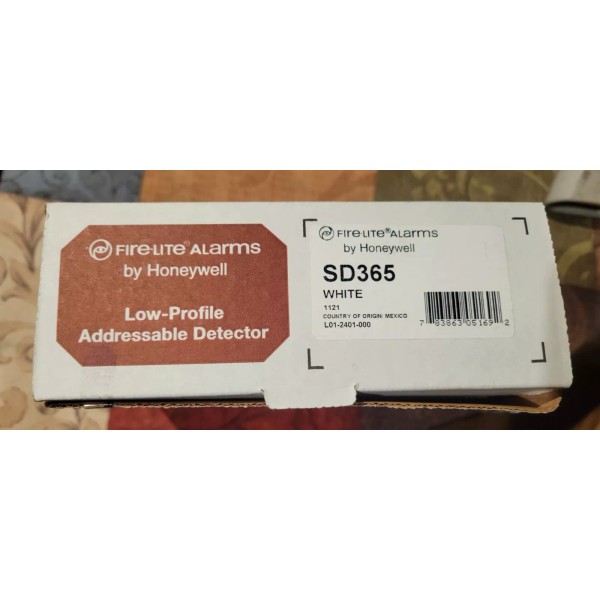 FIRE-LITE® ALARMS
by Honeywell
Low-Profile
Addressable Detector
FIRE-LITE® ALARMS
by Honeywell
SD365
WHITE
1121
COUNTRY OF ORIGIN: MEXICO
L01-2401-000
7 83863 05169 2